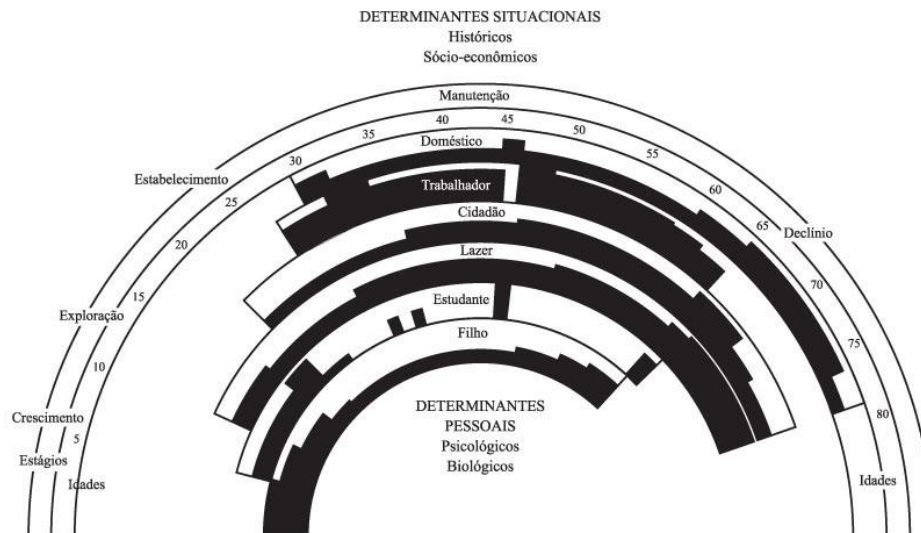 DETERMINANTES SITUACIONAIS
Históricos
Sócio-econômicos
Manutenção
40
45
35
50
Doméstico
30
55
Estabelecimento
Trabalhador
25
60
Cidadão
65
20
Declínio
Lazer
70
15
Estudante
Exploração
Filho
75
10
DETERMINANTES
PESSOAIS
Psicológicos
Biológicos
Crescimento
5
80
Estágios
Idades
Idades